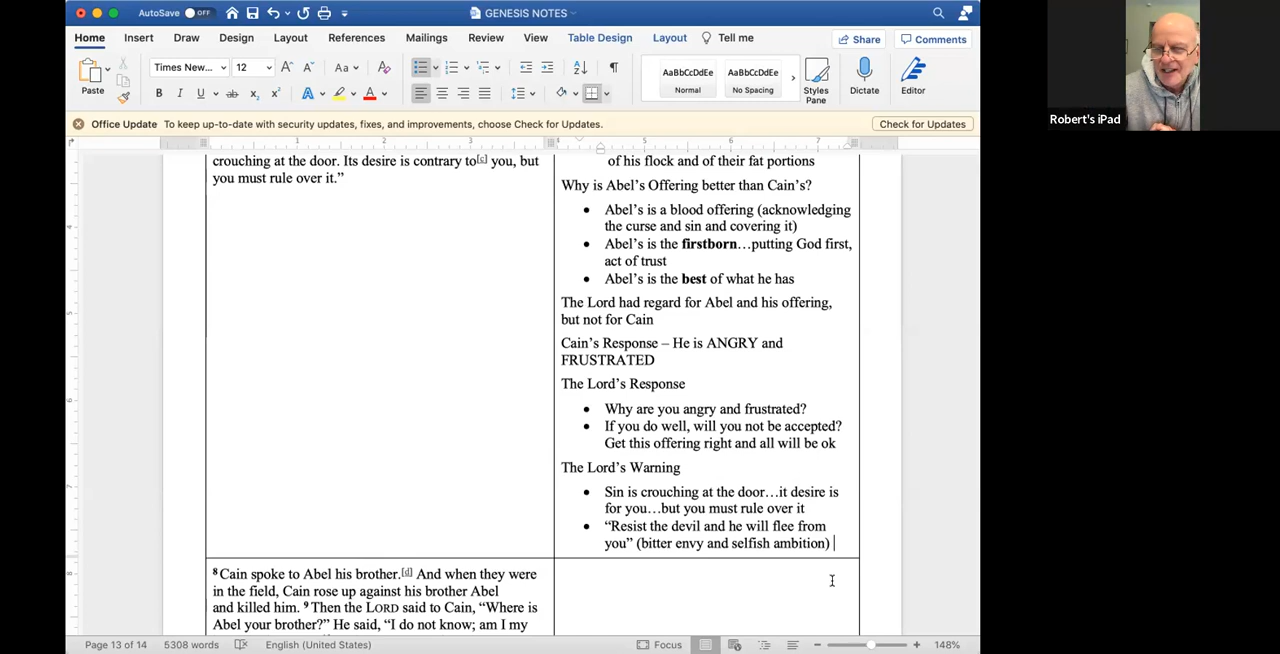 AutoSave OFF GENESIS NOTES
Home Insert Draw Design Layout References Mailings Review View Table Design Layout Tell me Share Comments
Times New... 12 Aa
Paste
AaBbCcDdEe AaBbCcDdEe
Normal No Spacing Styles Pane Dictate Editor
Office Update To keep up-to-date with security updates, fixes, and improvements, choose Check for Updates. Check for Updates
crouching at the door. Its desire is contrary to[c] you, but
you must rule over it.”
of his flock and of their fat portions
Why is Abel’s Offering better than Cain’s?
• Abel’s is a blood offering (acknowledging
the curse and sin and covering it)
• Abel’s is the firstborn…putting God first,
act of trust
• Abel’s is the best of what he has
The Lord had regard for Abel and his offering,
but not for Cain
Cain’s Response – He is ANGRY and
FRUSTRATED
The Lord’s Response
• Why are you angry and frustrated?
• If you do well, will you not be accepted?
Get this offering right and all will be ok
The Lord’s Warning
• Sin is crouching at the door…it desire is
for you…but you must rule over it
• “Resist the devil and he will flee from
you” (bitter envy and selfish ambition)
8 Cain spoke to Abel his brother.[d] And when they were
in the field, Cain rose up against his brother Abel
and killed him. 9 Then the LORD said to Cain, “Where is
Abel your brother?” He said, “I do not know; am I my
Page 13 of 14 5308 words English (United States) Focus 148%
Robert's iPad